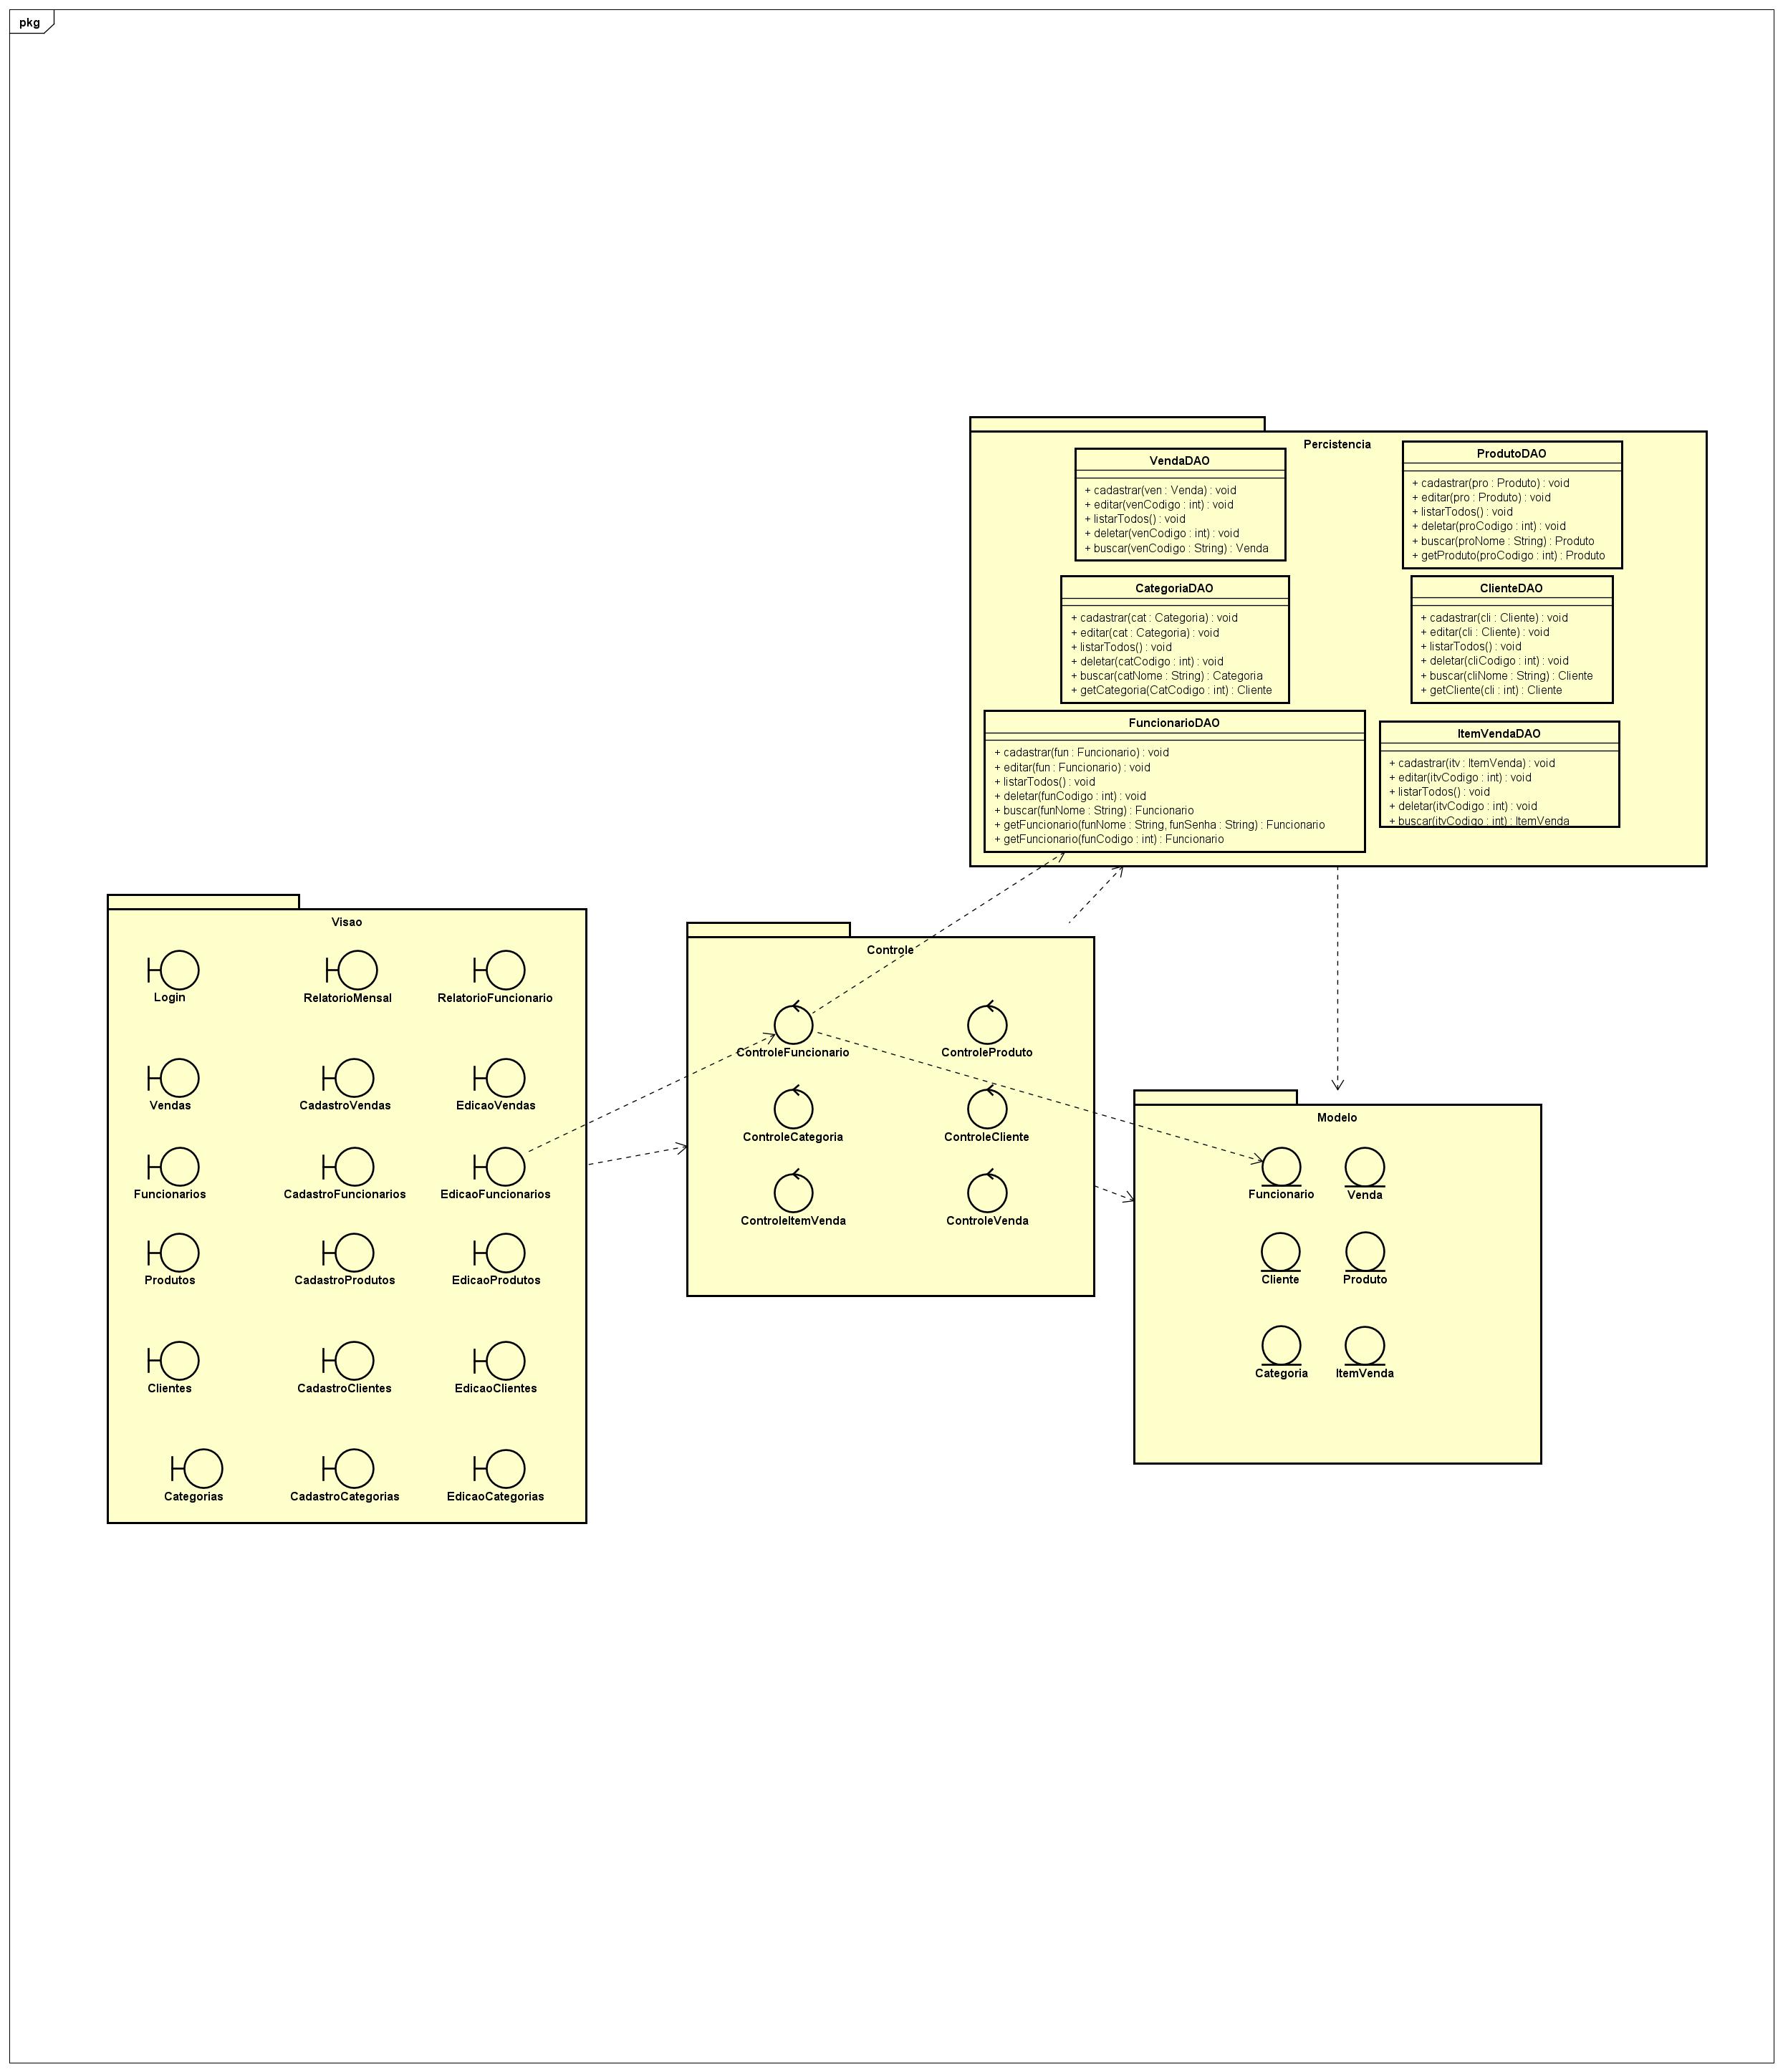 pkg
Percistencia
VendaDAO
+ cadastrar(ven : Venda) : void
+ editar(venCodigo : int) : void
+ listarTodos() : void
+ deletar(venCodigo : int) : void
+ buscar(venCodigo : String) : Venda
ProdutoDAO
+ cadastrar(pro : Produto) : void
+ editar(pro : Produto) : void
+ listarTodos() : void
+ deletar(proCodigo : int) : void
+ buscar(proNome : String) : Produto
+ getProduto(proCodigo : int) : Produto
CategoriaDAO
+ cadastrar(cat : Categoria) : void
+ editar(cat : Categoria) : void
+ listarTodos() : void
+ deletar(catCodigo : int) : void
+ buscar(catNome : String) : Categoria
+ getCategoria(CatCodigo : int) : Cliente
ClienteDAO
+ cadastrar(cli : Cliente) : void
+ editar(cli : Cliente) : void
+ listarTodos() : void
+ deletar(cliCodigo : int) : void
+ buscar(cliNome : String) : Cliente
+ getCliente(cli : int) : Cliente
FuncionarioDAO
+ cadastrar(fun : Funcionario) : void
+ editar(fun : Funcionario) : void
+ listarTodos() : void
+ deletar(funCodigo : int) : void
+ buscar(funNome : String) : Funcionario
+ getFuncionario(funNome : String, funSenha : String) : Funcionario
+ getFuncionario(funCodigo : int) : Funcionario
ItemVendaDAO
+ cadastrar(itv : ItemVenda) : void
+ editar(itvCodigo : int) : void
+ listarTodos() : void
+ deletar(itvCodigo : int) : void
+ buscar(itvCodigo : int) : ItemVenda
Visao
Login
RelatorioMensal
RelatorioFuncionario
Vendas
CadastroVendas
EdicaoVendas
Funcionarios
CadastroFuncionarios
EdicaoFuncionarios
Produtos
CadastroProdutos
EdicaoProdutos
Clientes
CadastroClientes
EdicaoClientes
Categorias
CadastroCategorias
EdicaoCategorias
Controle
ControleFuncionario
ControleProduto
ControleCategoria
ControleCliente
ControleItemVenda
ControleVenda
Modelo
Funcionario
Venda
Cliente
Produto
Categoria
ItemVenda